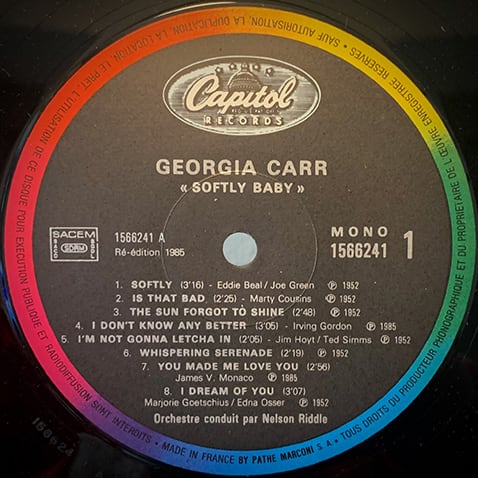 SAUF AUTORISATION, LA DUPLICATION, LA LOCATION, LE PRET, L'UTILISATION DE CE DISQUE POUR EXECUTION PUBLIQUE ET RADIODIFFUSION SONT INTERDITS • MADE IN FRANCE BY PATHE MARCONI S.A. • TOUS DROITS DU PRODUCTEUR PHONOGRAPHIQUE ET DU PROPRIETAIRE DE L'ŒUVRE ENREGISTREE RESERVES •
Capitol
RECORDS
GEORGIA CARR
« SOFTLY BABY »
SACEM
SACD
SDRM
SGDL
1566241 A
Ré-édition 1985
MONO
1566241
1
1. SOFTLY (3'16) - Eddie Beal/Joe Green ℗ 1952
2. IS THAT BAD (2'25) - Marty Cousins ℗ 1952
3. THE SUN FORGOT TO SHINE (2'48) ℗ 1952
4. I DON'T KNOW ANY BETTER (3'05) - Irving Gordon ℗ 1985
5. I'M NOT GONNA LETCHA IN (2'05) - Jim Hoyt/Ted Simms ℗ 1952
6. WHISPERING SERENADE (2'19) ℗ 1952
7. YOU MADE ME LOVE YOU (2'56)
James V. Monaco ℗ 1985
8. I DREAM OF YOU (3'07)
Marjorie Goetschius/Edna Osser ℗ 1952
Orchestre conduit par Nelson Riddle